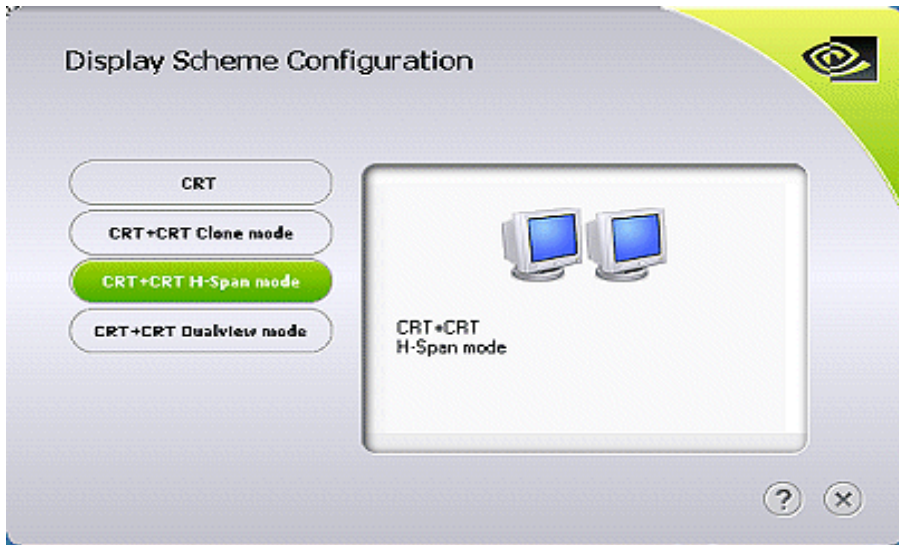 Display Scheme Configuration
CRT
CRT+CRT Clone mode
CRT+CRT H-Span mode
CRT+CRT Dualview mode
CRT+CRT
H-Span mode
?